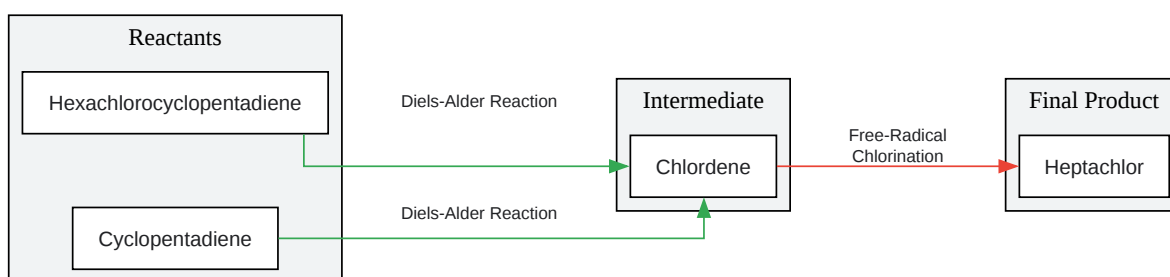 Reactants
Hexachlorocyclopentadiene
Cyclopentadiene
Diels-Alder Reaction
Diels-Alder Reaction
Intermediate
Chlordene
Free-Radical
Chlorination
Final Product
Heptachlor